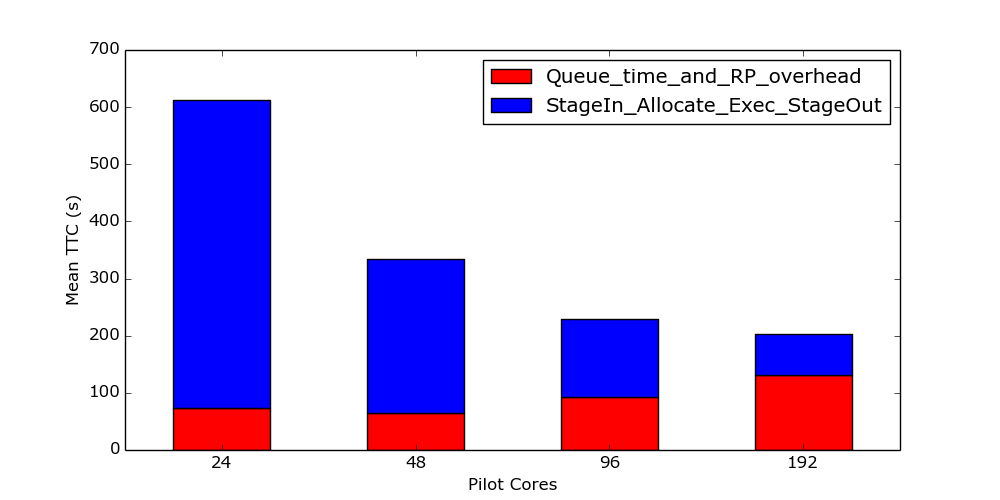 700
600
500
400
300
200
100
0
Mean TTC (s)
Queue_time_and_RP_overhead
StageIn_Allocate_Exec_StageOut
24 48 96 192
Pilot Cores